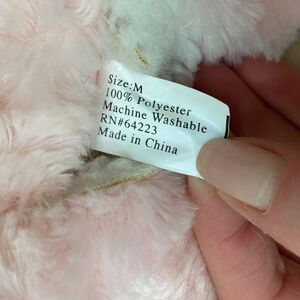 Size:M
100% Polyester
Machine Washable
RN#64223
Made in China